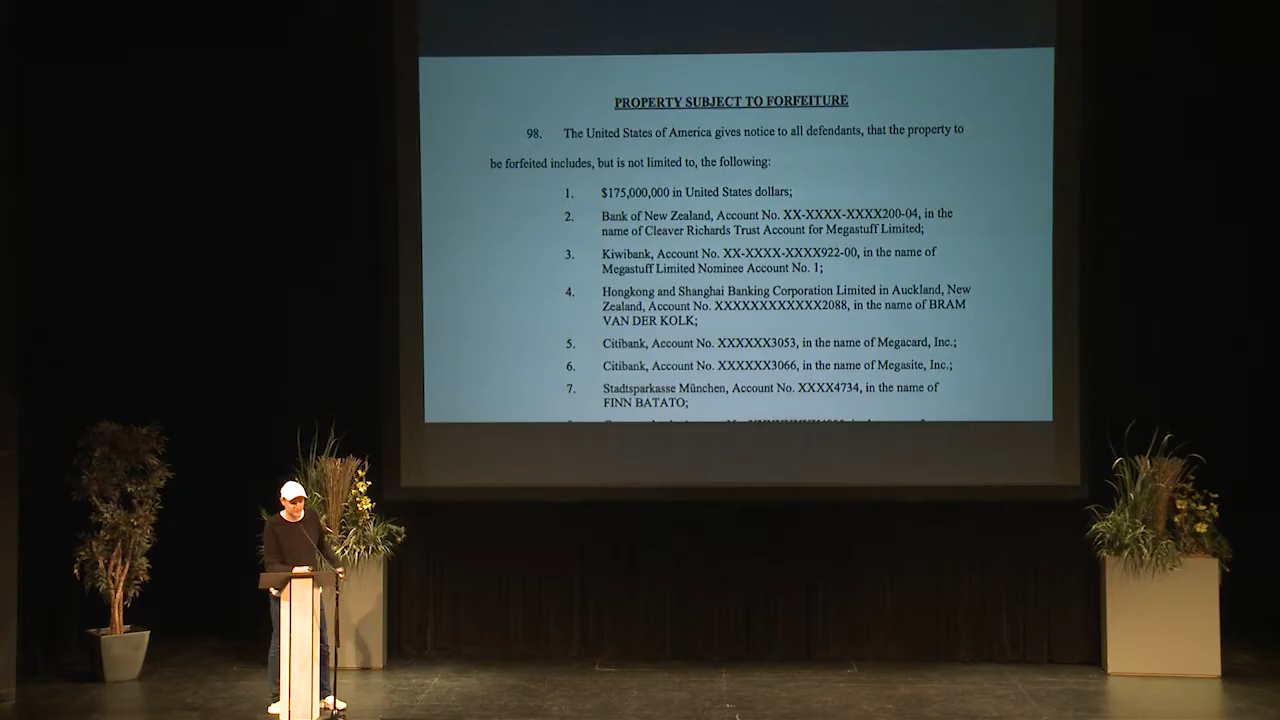 PROPERTY SUBJECT TO FORFEITURE
98. The United States of America gives notice to all defendants, that the property to
be forfeited includes, but is not limited to, the following:
1. $175,000,000 in United States dollars;
2. Bank of New Zealand, Account No. XX-XXXX-XXXX200-04, in the
name of Cleaver Richards Trust Account for Megastuff Limited;
3. Kiwibank, Account No. XX-XXXX-XXXX922-00, in the name of
Megastuff Limited Nominee Account No. 1;
4. Hongkong and Shanghai Banking Corporation Limited in Auckland, New
Zealand, Account No. XXXXXXXXXXXX2088, in the name of BRAM
VAN DER KOLK;
5. Citibank, Account No. XXXXXX3053, in the name of Megacard, Inc.;
6. Citibank, Account No. XXXXXX3066, in the name of Megasite, Inc.;
7. Stadtsparkasse München, Account No. XXXX4734, in the name of
FINN BATATO;